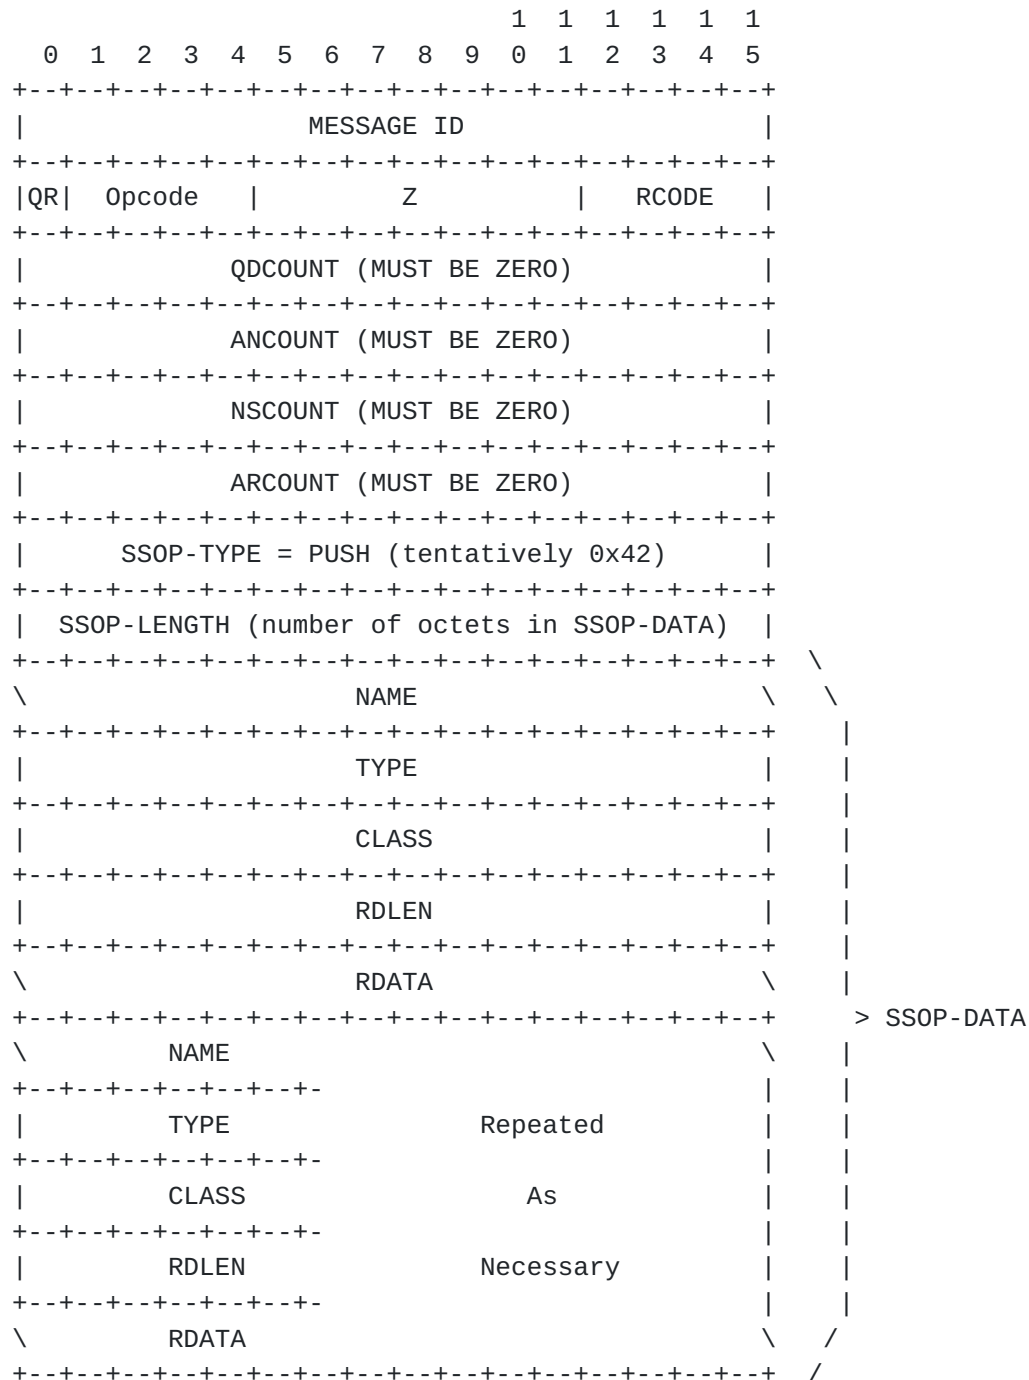 1  1  1  1  1  1
  0  1  2  3  4  5  6  7  8  9  0  1  2  3  4  5
+--+--+--+--+--+--+--+--+--+--+--+--+--+--+--+--+
|                  MESSAGE ID                   |
+--+--+--+--+--+--+--+--+--+--+--+--+--+--+--+--+
|QR|  Opcode   |         Z          |   RCODE   |
+--+--+--+--+--+--+--+--+--+--+--+--+--+--+--+--+
|             QDCOUNT (MUST BE ZERO)            |
+--+--+--+--+--+--+--+--+--+--+--+--+--+--+--+--+
|             ANCOUNT (MUST BE ZERO)            |
+--+--+--+--+--+--+--+--+--+--+--+--+--+--+--+--+
|             NSCOUNT (MUST BE ZERO)            |
+--+--+--+--+--+--+--+--+--+--+--+--+--+--+--+--+
|             ARCOUNT (MUST BE ZERO)            |
+--+--+--+--+--+--+--+--+--+--+--+--+--+--+--+--+
|      SSOP-TYPE = PUSH (tentatively 0x42)      |
+--+--+--+--+--+--+--+--+--+--+--+--+--+--+--+--+
|  SSOP-LENGTH (number of octets in SSOP-DATA)  |
+--+--+--+--+--+--+--+--+--+--+--+--+--+--+--+--+  \
\                     NAME                      \   \
+--+--+--+--+--+--+--+--+--+--+--+--+--+--+--+--+    |
|                     TYPE                      |    |
+--+--+--+--+--+--+--+--+--+--+--+--+--+--+--+--+    |
|                     CLASS                     |    |
+--+--+--+--+--+--+--+--+--+--+--+--+--+--+--+--+    |
|                     RDLEN                     |    |
+--+--+--+--+--+--+--+--+--+--+--+--+--+--+--+--+    |
\                     RDATA                     \    |
+--+--+--+--+--+--+--+--+--+--+--+--+--+--+--+--+     > SSOP-DATA
\         NAME                                  \    |
+--+--+--+--+--+--+-                            |    |
|         TYPE                Repeated          |    |
+--+--+--+--+--+--+-                            |    |
|         CLASS                  As             |    |
+--+--+--+--+--+--+-                            |    |
|         RDLEN               Necessary         |    |
+--+--+--+--+--+--+-                            |    |
\         RDATA                                 \   /
+--+--+--+--+--+--+--+--+--+--+--+--+--+--+--+--+  /